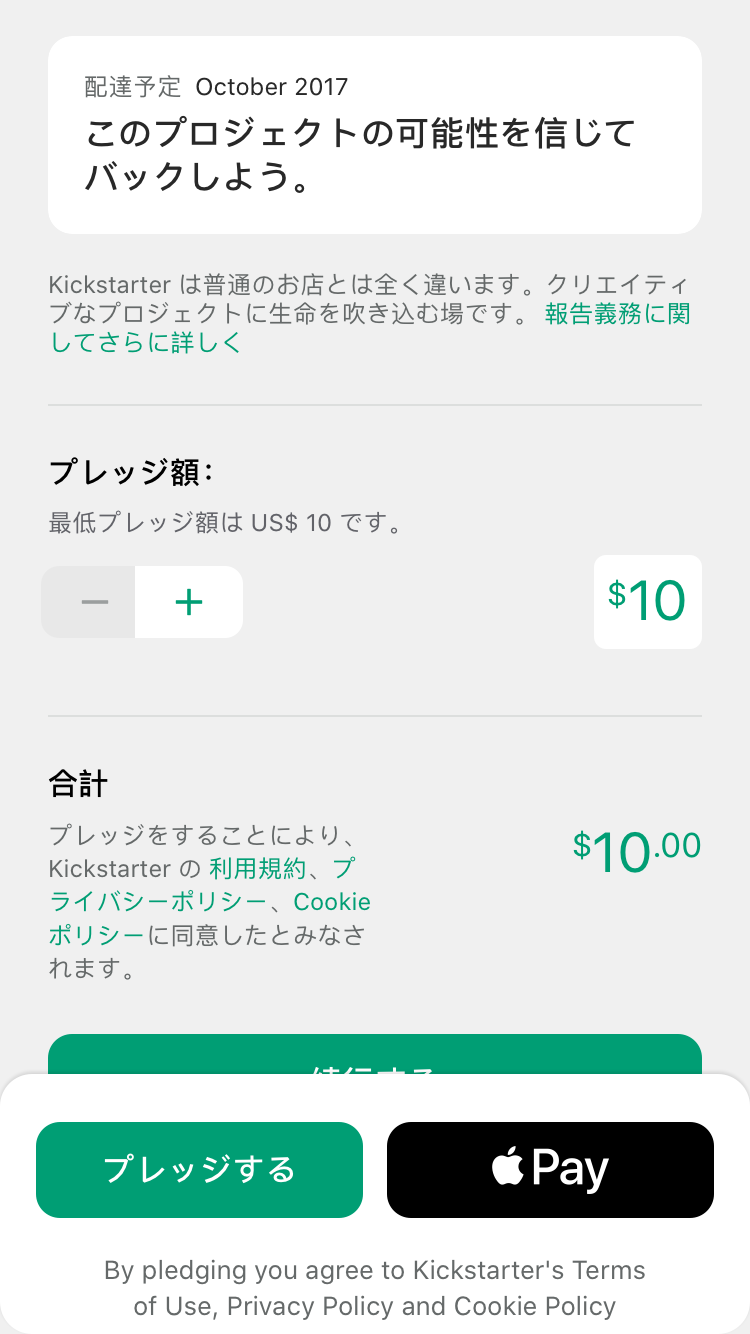 配達予定 October 2017
このプロジェクトの可能性を信じて
バックしよう。
Kickstarter は普通のお店とは全く違います。クリエイティ
ブなプロジェクトに生命を吹き込む場です。 報告義務に関
してさらに詳しく
プレッジ額:
最低プレッジ額は US$ 10 です。
− + $10
合計
プレッジをすることにより、
Kickstarter の 利用規約、プ
ライバシーポリシー、Cookie
ポリシーに同意したとみなさ
れます。
$10.00
続行する
プレッジする
Pay
By pledging you agree to Kickstarter's Terms
of Use, Privacy Policy and Cookie Policy